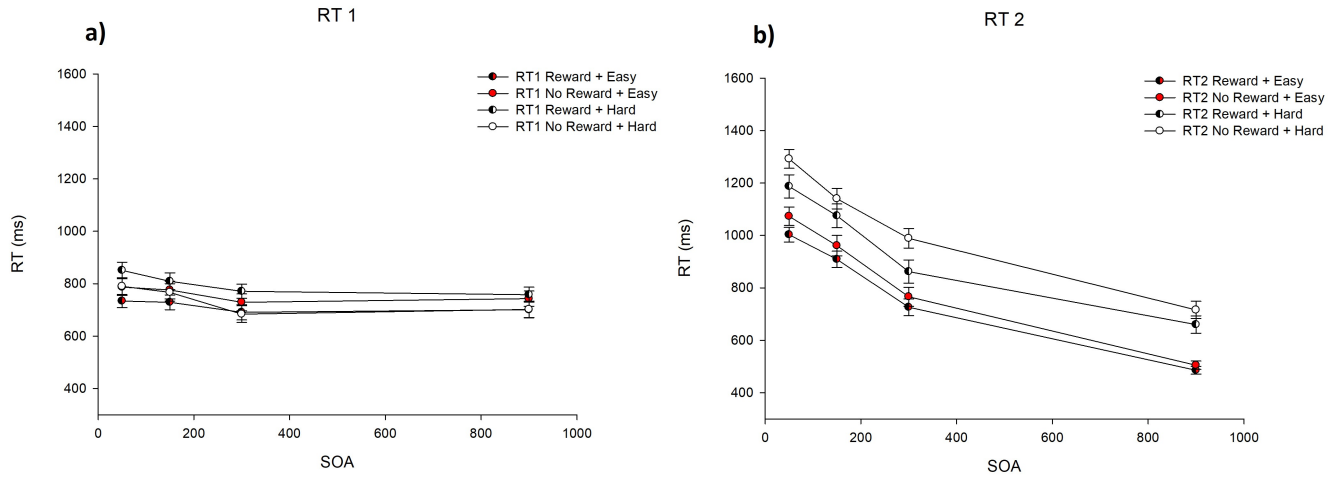 RT 1
a)
RT1 Reward + Easy
RT1 No Reward + Easy
RT1 Reward + Hard
RT1 No Reward + Hard
1600
1400
1200
1000
800
600
400
RT (ms)
0 200 400 600 800 1000
SOA
RT 2
b)
RT2 Reward + Easy
RT2 No Reward + Easy
RT2 Reward + Hard
RT2 No Reward + Hard
1600
1400
1200
1000
800
600
400
RT (ms)
0 200 400 600 800 1000
SOA